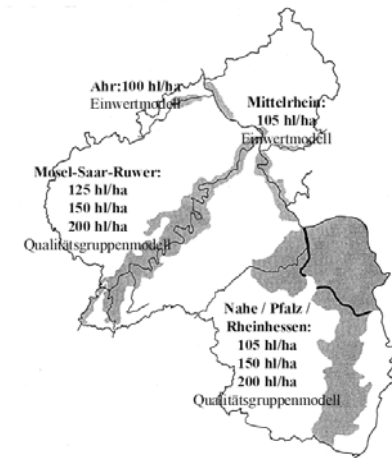 Ahr:100 hl/ha
Einwertmodell
Mittelrhein:
105 hl/ha
Einwertmodell
Mosel-Saar-Ruwer:
125 hl/ha
150 hl/ha
200 hl/ha
Qualitätsgruppenmodell
Nahe / Pfalz /
Rheinhessen:
105 hl/ha
150 hl/ha
200 hl/ha
Qualitätsgruppenmodell